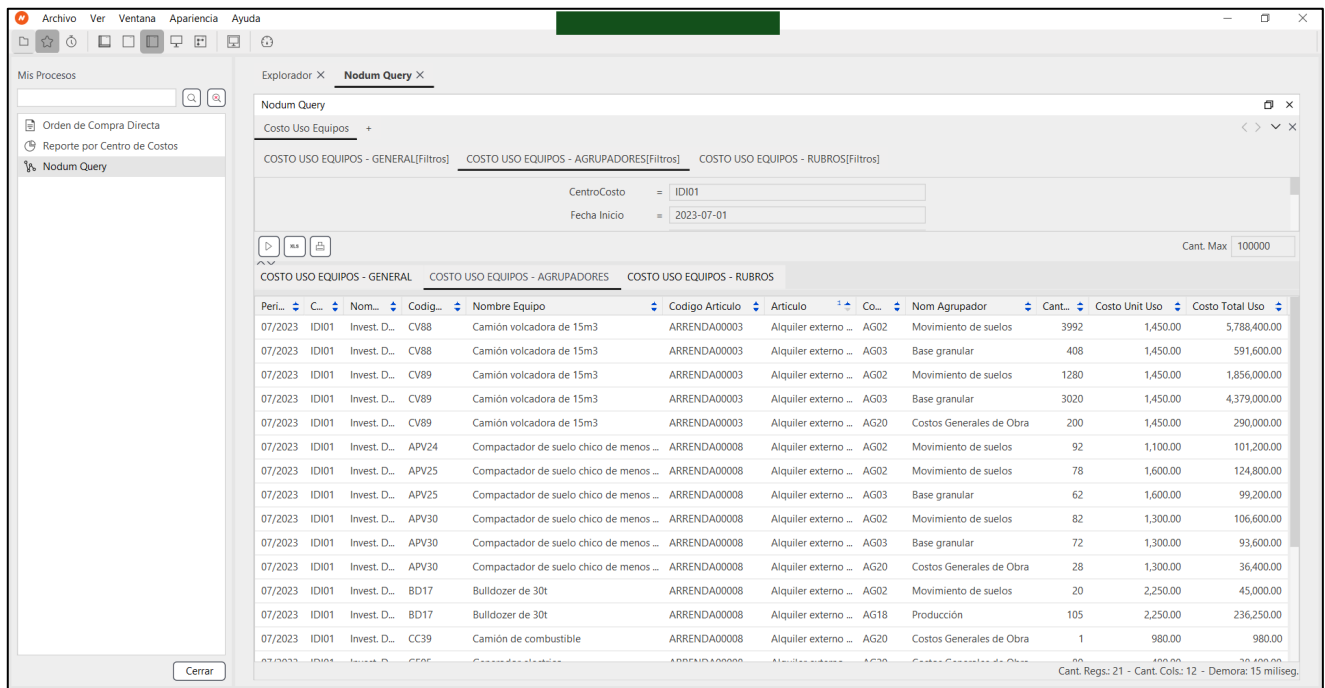 Archivo Ver Ventana Apariencia Ayuda
Mis Procesos
Orden de Compra Directa
Reporte por Centro de Costos
Nodum Query
Cerrar
Explorador Nodum Query
Nodum Query
Costo Uso Equipos +
COSTO USO EQUIPOS - GENERAL[Filtros] COSTO USO EQUIPOS - AGRUPADORES[Filtros] COSTO USO EQUIPOS - RUBROS[Filtros]
CentroCosto = IDI01
Fecha Inicio = 2023-07-01
XLS Cant. Max 100000
COSTO USO EQUIPOS - GENERAL COSTO USO EQUIPOS - AGRUPADORES COSTO USO EQUIPOS - RUBROS
Peri... C... Nom... Codig... Nombre Equipo Codigo Articulo Articulo 1 Co... Nom Agrupador Cant... Costo Unit Uso Costo Total Uso
07/2023 IDI01 Invest. D... CV88 Camión volcadora de 15m3 ARRENDA00003 Alquiler externo ... AG02 Movimiento de suelos 3992 1,450.00 5,788,400.00
07/2023 IDI01 Invest. D... CV88 Camión volcadora de 15m3 ARRENDA00003 Alquiler externo ... AG03 Base granular 408 1,450.00 591,600.00
07/2023 IDI01 Invest. D... CV89 Camión volcadora de 15m3 ARRENDA00003 Alquiler externo ... AG02 Movimiento de suelos 1280 1,450.00 1,856,000.00
07/2023 IDI01 Invest. D... CV89 Camión volcadora de 15m3 ARRENDA00003 Alquiler externo ... AG03 Base granular 3020 1,450.00 4,379,000.00
07/2023 IDI01 Invest. D... CV89 Camión volcadora de 15m3 ARRENDA00003 Alquiler externo ... AG20 Costos Generales de Obra 200 1,450.00 290,000.00
07/2023 IDI01 Invest. D... APV24 Compactador de suelo chico de menos ... ARRENDA00008 Alquiler externo ... AG02 Movimiento de suelos 92 1,100.00 101,200.00
07/2023 IDI01 Invest. D... APV25 Compactador de suelo chico de menos ... ARRENDA00008 Alquiler externo ... AG02 Movimiento de suelos 78 1,600.00 124,800.00
07/2023 IDI01 Invest. D... APV25 Compactador de suelo chico de menos ... ARRENDA00008 Alquiler externo ... AG03 Base granular 62 1,600.00 99,200.00
07/2023 IDI01 Invest. D... APV30 Compactador de suelo chico de menos ... ARRENDA00008 Alquiler externo ... AG02 Movimiento de suelos 82 1,300.00 106,600.00
07/2023 IDI01 Invest. D... APV30 Compactador de suelo chico de menos ... ARRENDA00008 Alquiler externo ... AG03 Base granular 72 1,300.00 93,600.00
07/2023 IDI01 Invest. D... APV30 Compactador de suelo chico de menos ... ARRENDA00008 Alquiler externo ... AG20 Costos Generales de Obra 28 1,300.00 36,400.00
07/2023 IDI01 Invest. D... BD17 Bulldozer de 30t ARRENDA00008 Alquiler externo ... AG02 Movimiento de suelos 20 2,250.00 45,000.00
07/2023 IDI01 Invest. D... BD17 Bulldozer de 30t ARRENDA00008 Alquiler externo ... AG18 Producción 105 2,250.00 236,250.00
07/2023 IDI01 Invest. D... CC39 Camión de combustible ARRENDA00008 Alquiler externo ... AG20 Costos Generales de Obra 1 980.00 980.00
Cant. Regs.: 21 - Cant. Cols.: 12 - Demora: 15 miliseg.